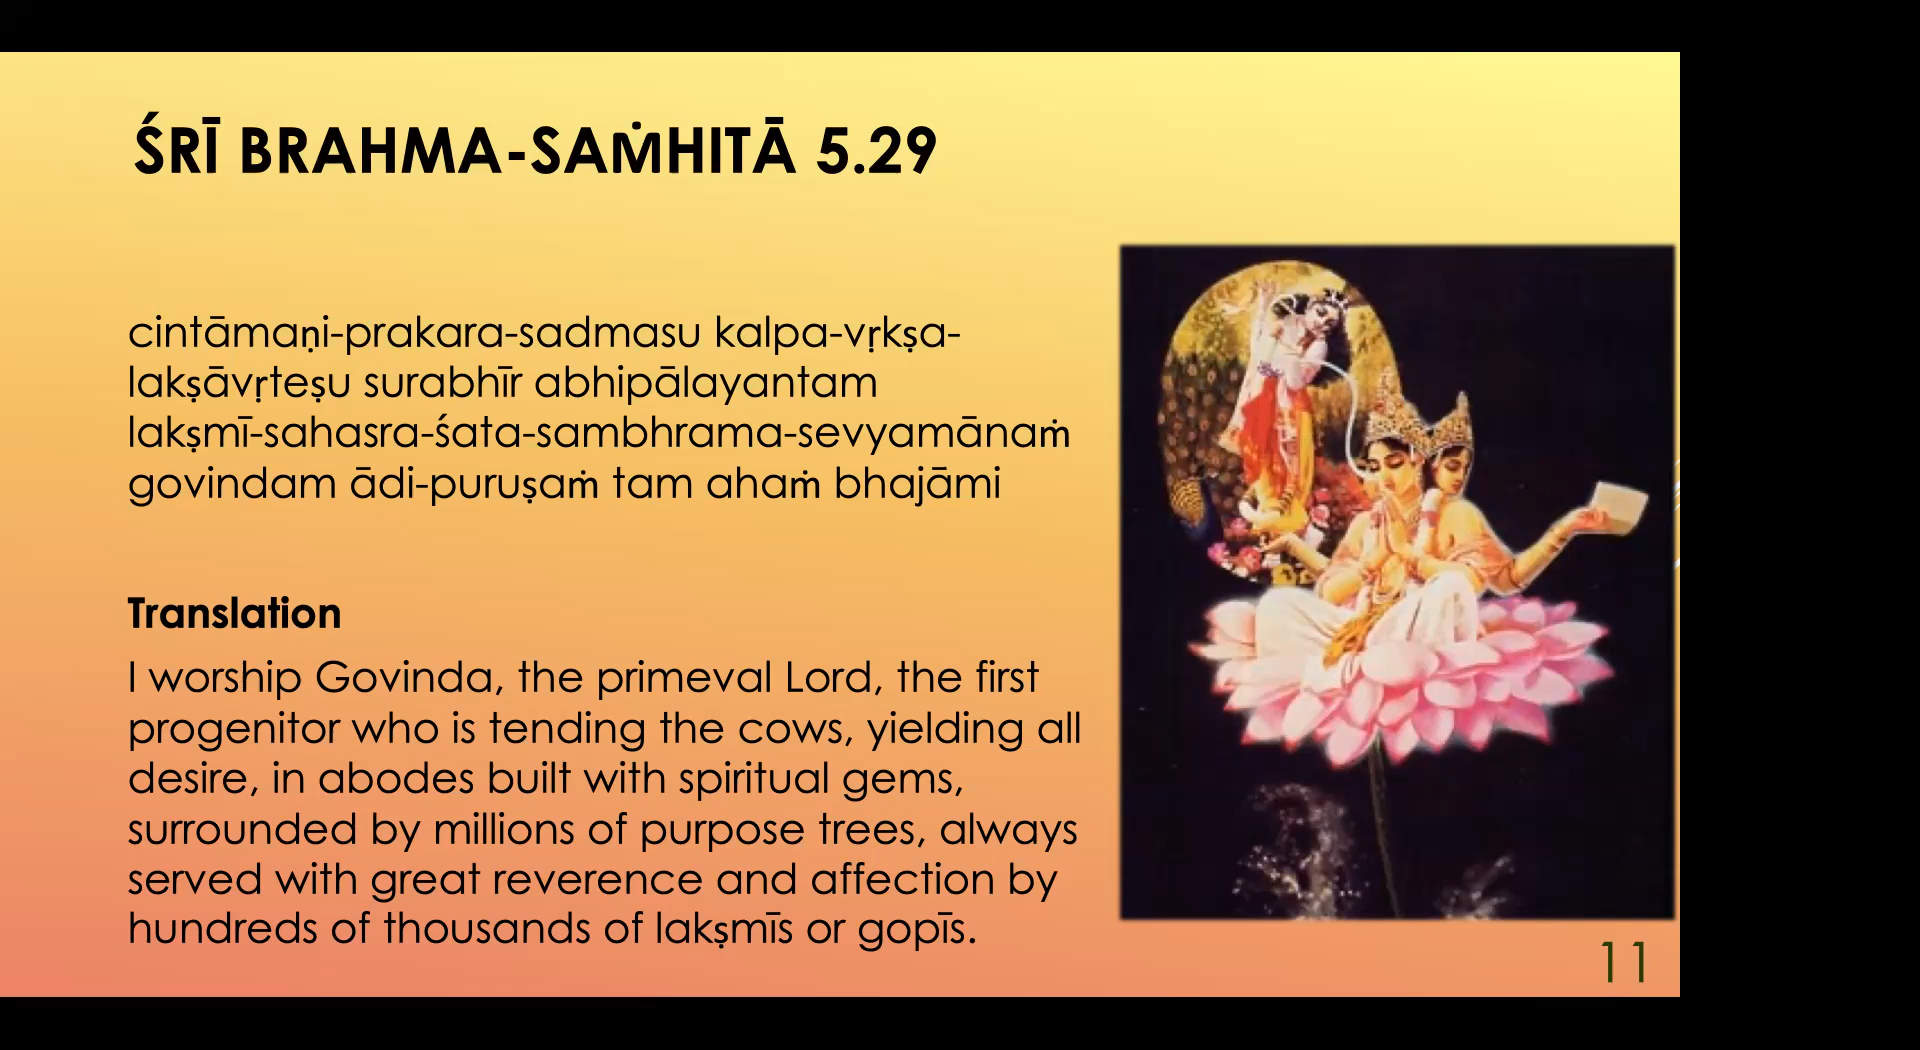 ŚRĪ BRAHMA-SAṀHITĀ 5.29
cintāmaṇi-prakara-sadmasu kalpa-vṛkṣa-
lakṣāvṛteṣu surabhīr abhipālayantam
lakṣmī-sahasra-śata-sambhrama-sevyamānaṁ
govindam ādi-puruṣaṁ tam ahaṁ bhajāmi
Translation
I worship Govinda, the primeval Lord, the first
progenitor who is tending the cows, yielding all
desire, in abodes built with spiritual gems,
surrounded by millions of purpose trees, always
served with great reverence and affection by
hundreds of thousands of lakṣmīs or gopīs.
11